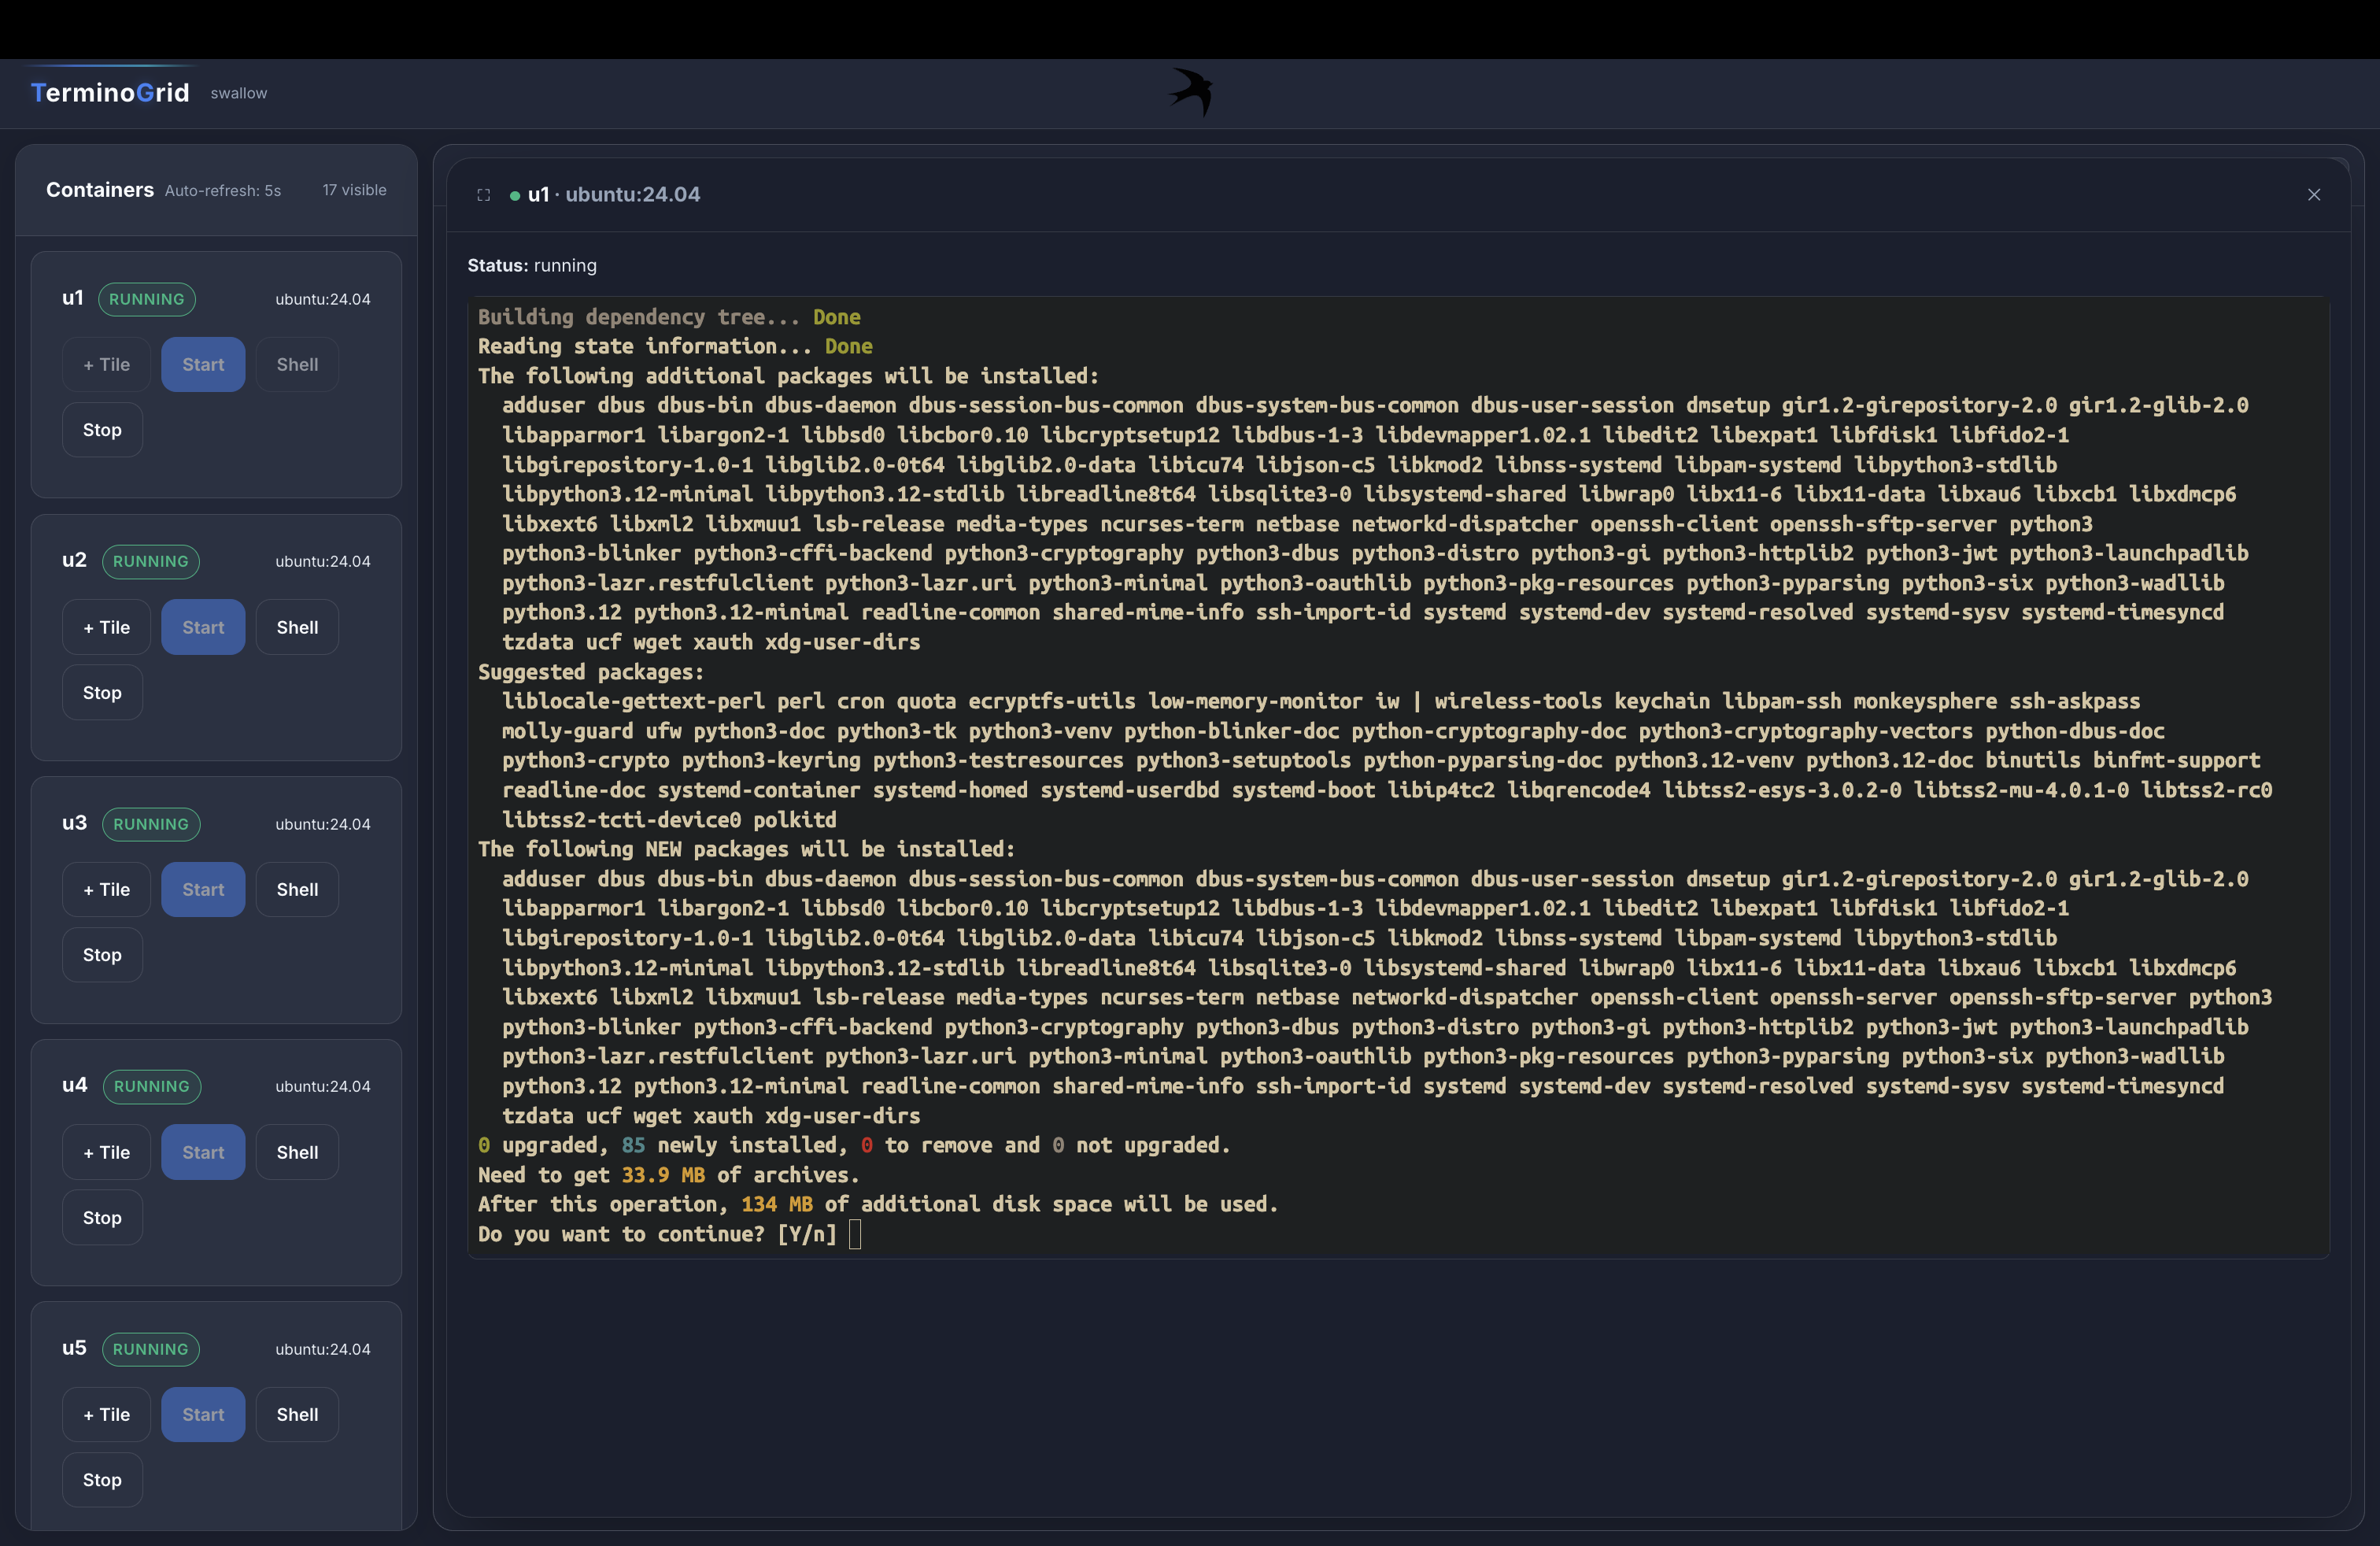 TerminoGrid swallow
Containers Auto-refresh: 5s 17 visible
u1 RUNNING ubuntu:24.04
+ Tile Start Shell
Stop
u2 RUNNING ubuntu:24.04
+ Tile Start Shell
Stop
u3 RUNNING ubuntu:24.04
+ Tile Start Shell
Stop
u4 RUNNING ubuntu:24.04
+ Tile Start Shell
Stop
u5 RUNNING ubuntu:24.04
+ Tile Start Shell
Stop
u1 · ubuntu:24.04
Status: running
Building dependency tree... Done
Reading state information... Done
The following additional packages will be installed:
adduser dbus dbus-bin dbus-daemon dbus-session-bus-common dbus-system-bus-common dbus-user-session dmsetup gir1.2-girepository-2.0 gir1.2-glib-2.0
libapparmor1 libargon2-1 libbsd0 libcbor0.10 libcryptsetup12 libdbus-1-3 libdevmapper1.02.1 libedit2 libexpat1 libfdisk1 libfido2-1
libgirepository-1.0-1 libglib2.0-0t64 libglib2.0-data libicu74 libjson-c5 libkmod2 libnss-systemd libpam-systemd libpython3-stdlib
libpython3.12-minimal libpython3.12-stdlib libreadline8t64 libsqlite3-0 libsystemd-shared libwrap0 libx11-6 libx11-data libxau6 libxcb1 libxdmcp6
libxext6 libxml2 libxmuu1 lsb-release media-types ncurses-term netbase networkd-dispatcher openssh-client openssh-sftp-server python3
python3-blinker python3-cffi-backend python3-cryptography python3-dbus python3-distro python3-gi python3-httplib2 python3-jwt python3-launchpadlib
python3-lazr.restfulclient python3-lazr.uri python3-minimal python3-oauthlib python3-pkg-resources python3-pyparsing python3-six python3-wadllib
python3.12 python3.12-minimal readline-common shared-mime-info ssh-import-id systemd systemd-dev systemd-resolved systemd-sysv systemd-timesyncd
tzdata ucf wget xauth xdg-user-dirs
Suggested packages:
liblocale-gettext-perl perl cron quota ecryptfs-utils low-memory-monitor iw | wireless-tools keychain libpam-ssh monkeysphere ssh-askpass
molly-guard ufw python3-doc python3-tk python3-venv python-blinker-doc python-cryptography-doc python3-cryptography-vectors python-dbus-doc
python3-crypto python3-keyring python3-testresources python3-setuptools python-pyparsing-doc python3.12-venv python3.12-doc binutils binfmt-support
readline-doc systemd-container systemd-homed systemd-userdbd systemd-boot libip4tc2 libqrencode4 libtss2-esys-3.0.2-0 libtss2-mu-4.0.1-0 libtss2-rc0
libtss2-tcti-device0 polkitd
The following NEW packages will be installed:
adduser dbus dbus-bin dbus-daemon dbus-session-bus-common dbus-system-bus-common dbus-user-session dmsetup gir1.2-girepository-2.0 gir1.2-glib-2.0
libapparmor1 libargon2-1 libbsd0 libcbor0.10 libcryptsetup12 libdbus-1-3 libdevmapper1.02.1 libedit2 libexpat1 libfdisk1 libfido2-1
libgirepository-1.0-1 libglib2.0-0t64 libglib2.0-data libicu74 libjson-c5 libkmod2 libnss-systemd libpam-systemd libpython3-stdlib
libpython3.12-minimal libpython3.12-stdlib libreadline8t64 libsqlite3-0 libsystemd-shared libwrap0 libx11-6 libx11-data libxau6 libxcb1 libxdmcp6
libxext6 libxml2 libxmuu1 lsb-release media-types ncurses-term netbase networkd-dispatcher openssh-client openssh-server openssh-sftp-server python3
python3-blinker python3-cffi-backend python3-cryptography python3-dbus python3-distro python3-gi python3-httplib2 python3-jwt python3-launchpadlib
python3-lazr.restfulclient python3-lazr.uri python3-minimal python3-oauthlib python3-pkg-resources python3-pyparsing python3-six python3-wadllib
python3.12 python3.12-minimal readline-common shared-mime-info ssh-import-id systemd systemd-dev systemd-resolved systemd-sysv systemd-timesyncd
tzdata ucf wget xauth xdg-user-dirs
0 upgraded, 85 newly installed, 0 to remove and 0 not upgraded.
Need to get 33.9 MB of archives.
After this operation, 134 MB of additional disk space will be used.
Do you want to continue? [Y/n]